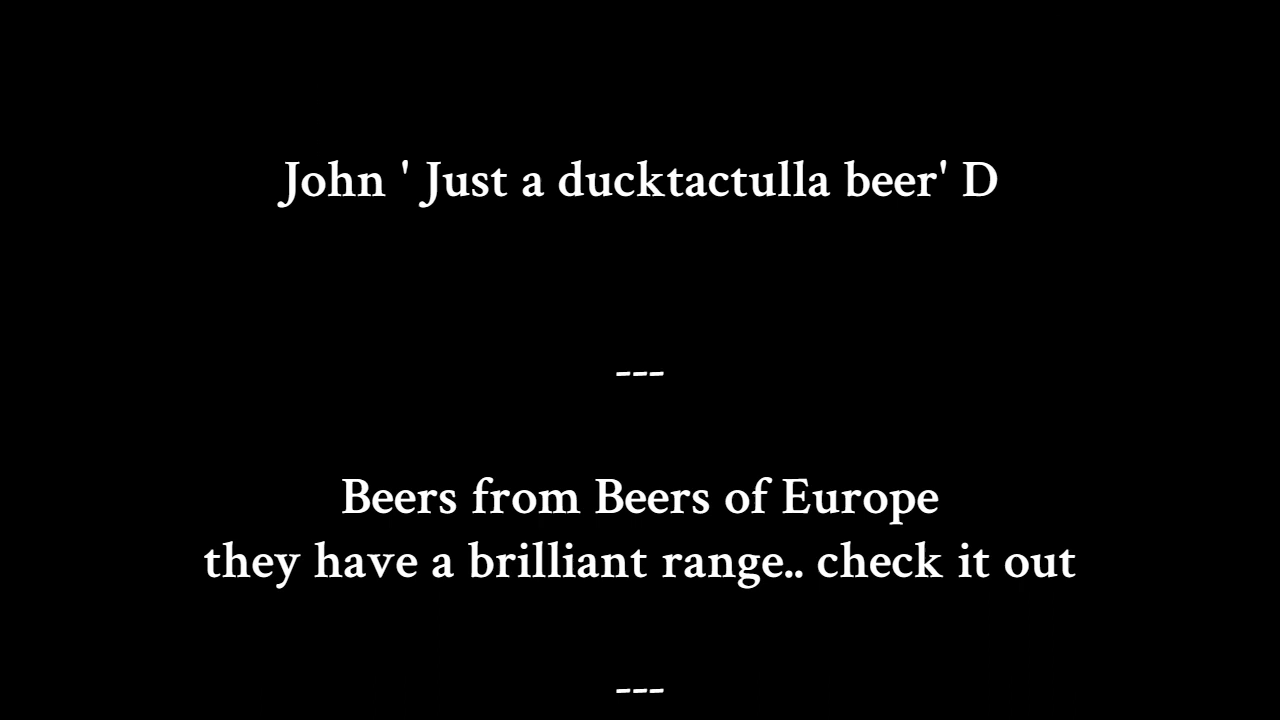 John ' Just a ducktactulla beer' D
---
Beers from Beers of Europe
they have a brilliant range.. check it out
---